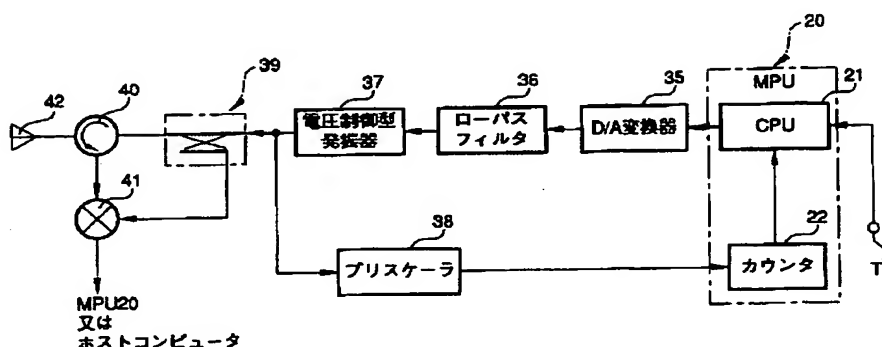 20
39
42
40
37
36
35
MPU
21
電圧制御型
発振器
ローパス
フィルタ
D/A変換器
CPU
41
38
22
プリスケーラ
カウンタ
T
MPU20
又は
ホストコンピュータ